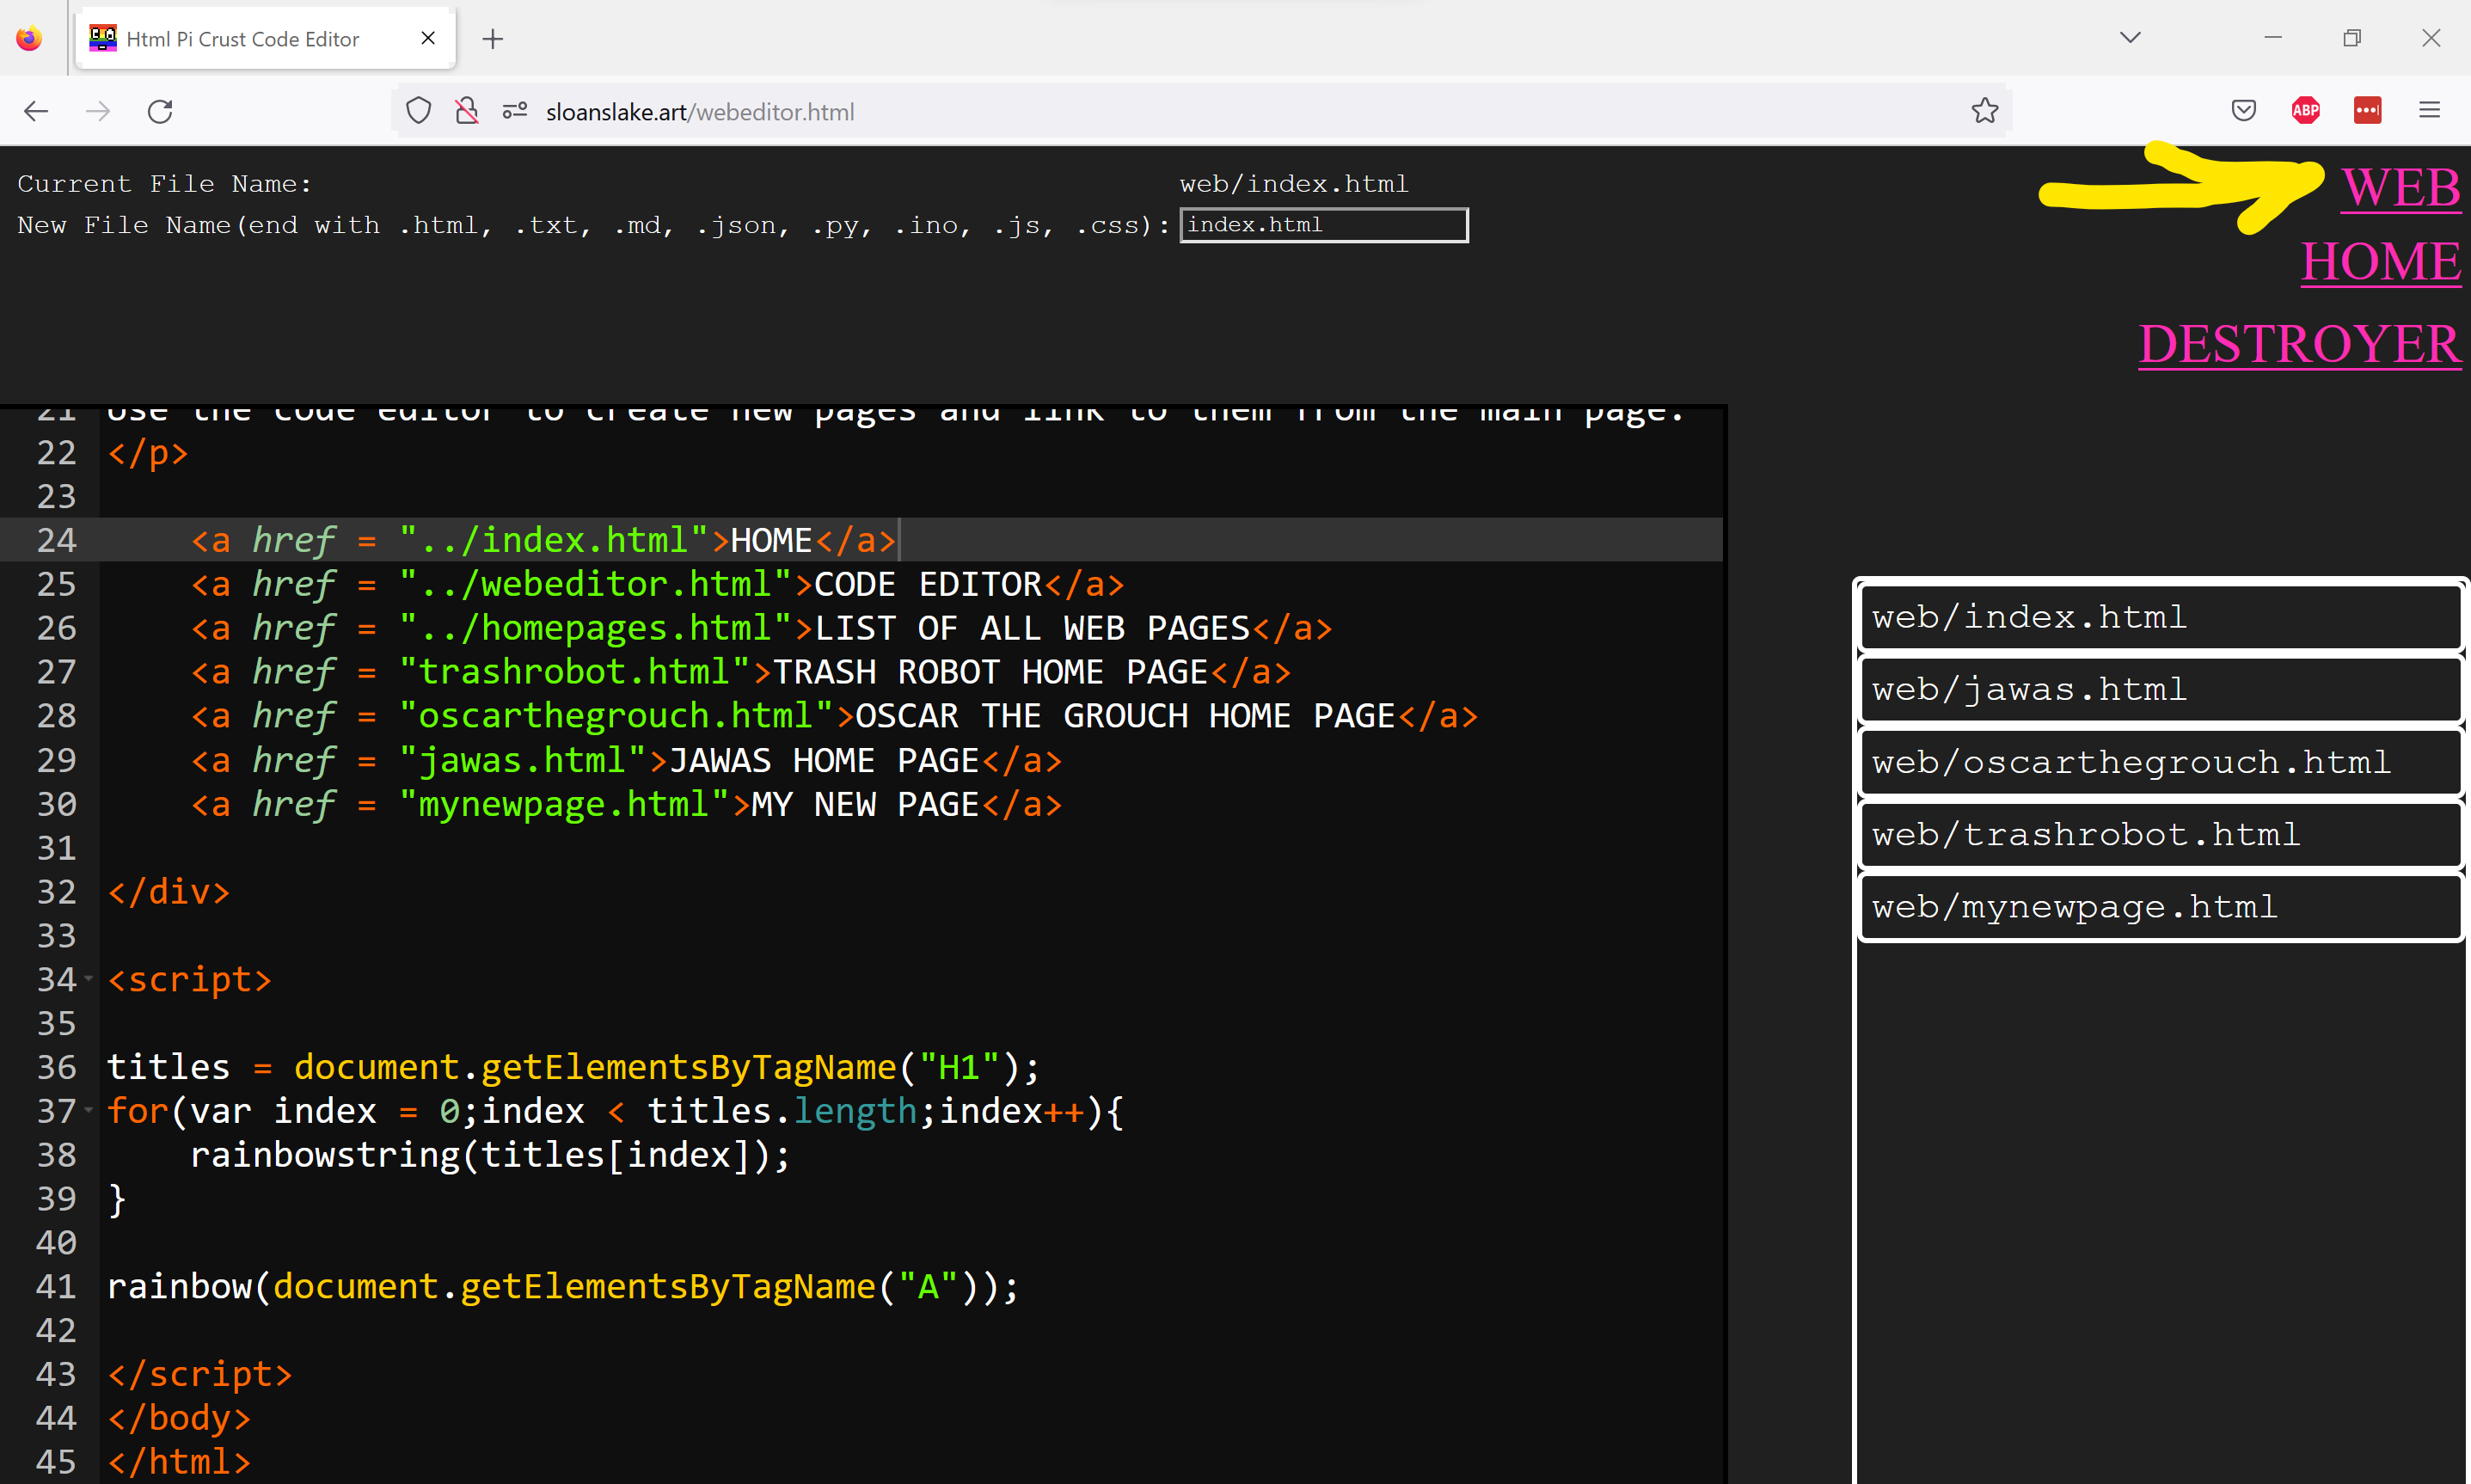 Html Pi Crust Code Editor
sloanslake.art/webeditor.html
ABP
Current File Name: web/index.html
New File Name(end with .html, .txt, .md, .json, .py, .ino, .js, .css): index.html
WEB
HOME
DESTROYER
21 Use the code editor to create new pages and link to them from the main page.
22 </p>
23
24 <a href = "../index.html">HOME</a>
25 <a href = "../webeditor.html">CODE EDITOR</a>
26 <a href = "../homepages.html">LIST OF ALL WEB PAGES</a>
27 <a href = "trashrobot.html">TRASH ROBOT HOME PAGE</a>
28 <a href = "oscarthegrouch.html">OSCAR THE GROUCH HOME PAGE</a>
29 <a href = "jawas.html">JAWAS HOME PAGE</a>
30 <a href = "mynewpage.html">MY NEW PAGE</a>
31
32 </div>
33
34 <script>
35
36 titles = document.getElementsByTagName("H1");
37 for(var index = 0;index < titles.length;index++){
38 rainbowstring(titles[index]);
39 }
40
41 rainbow(document.getElementsByTagName("A"));
42
43 </script>
44 </body>
45 </html>
web/index.html
web/jawas.html
web/oscarthegrouch.html
web/trashrobot.html
web/mynewpage.html